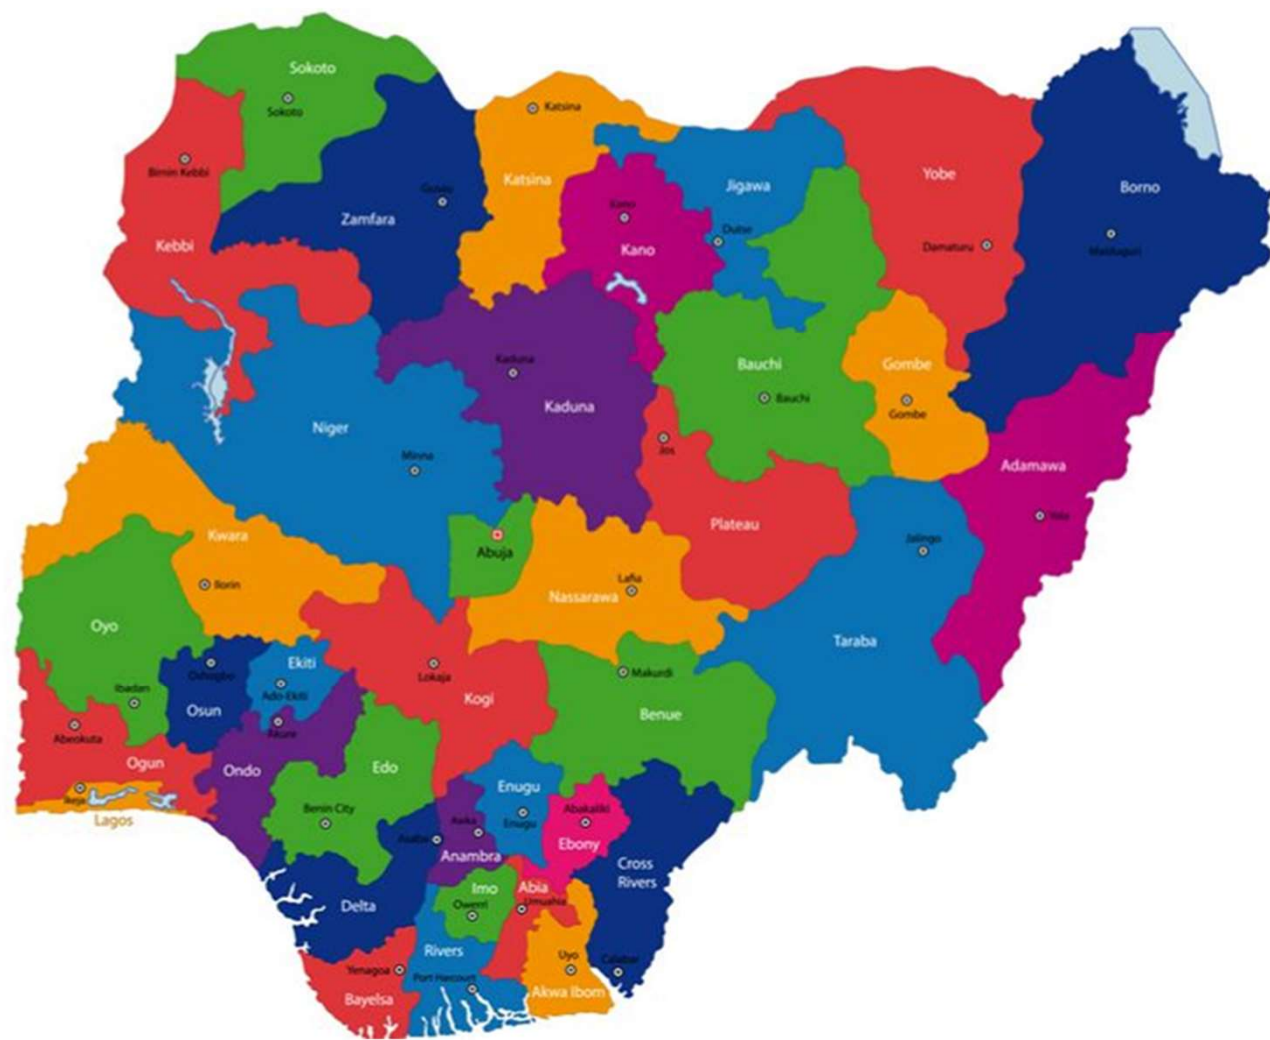 Sokoto
Sokoto
Katsina
Birnin Kebbi
Katsina
Jigawa
Yobe
Borno
Gusau
Zamfara
Kano
Dutse
Kebbi
Kano
Damaturu
Maiduguri
Kaduna
Bauchi
Gombe
Bauchi
Kaduna
Gombe
Niger
Minna
Jos
Adamawa
Yola
Plateau
Kwara
Abuja
Jalingo
Ilorin
Lafia
Nassarawa
Oyo
Taraba
Ekiti
Oshogbo
Lokaja
Makurdi
Ibadan
Ado-Ekiti
Kogi
Osun
Benue
Abeokuta
Akure
Ogun
Ondo
Edo
Enugu
Ikeja
Benin City
Abakaliki
Lagos
Awka
Enugu
Asaba
Ebony
Anambra
Cross
Rivers
Imo
Abia
Delta
Owerri
Umuahia
Rivers
Uyo
Calabar
Yenagoa
Port Harcourt
Bayelsa
Akwa Ibom